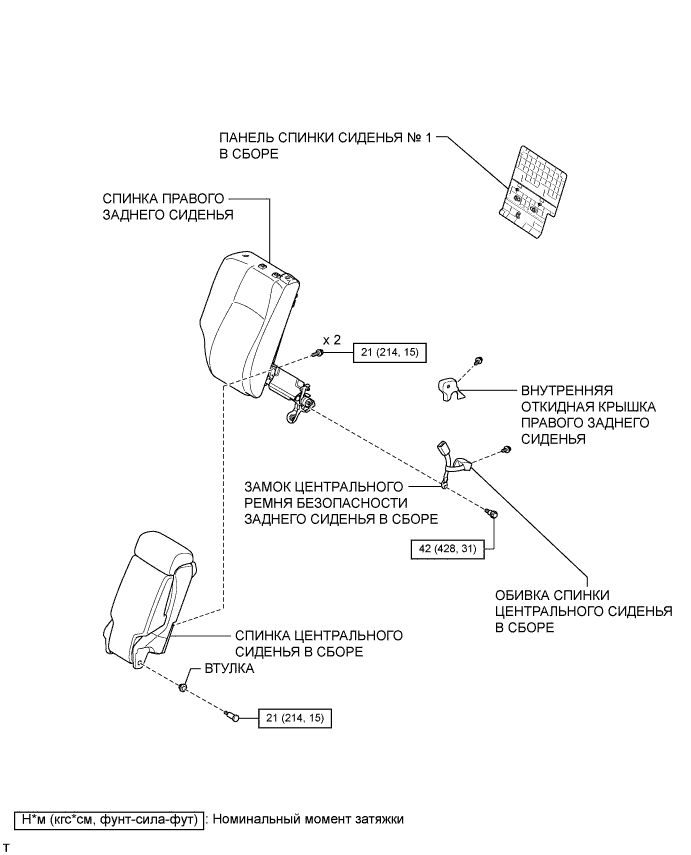 ПАНЕЛЬ СПИНКИ СИДЕНЬЯ № 1
В СБОРЕ
СПИНКА ПРАВОГО
ЗАДНЕГО СИДЕНЬЯ
x 2
21 (214, 15)
ВНУТРЕННЯЯ
ОТКИДНАЯ КРЫШКА
ПРАВОГО ЗАДНЕГО
СИДЕНЬЯ
ЗАМОК ЦЕНТРАЛЬНОГО
РЕМНЯ БЕЗОПАСНОСТИ
ЗАДНЕГО СИДЕНЬЯ В СБОРЕ
42 (428, 31)
ОБИВКА СПИНКИ
ЦЕНТРАЛЬНОГО СИДЕНЬЯ
В СБОРЕ
СПИНКА ЦЕНТРАЛЬНОГО
СИДЕНЬЯ В СБОРЕ
ВТУЛКА
21 (214, 15)
Н*м (кгс*см, фунт-сила-фут) : Номинальный момент затяжки
T